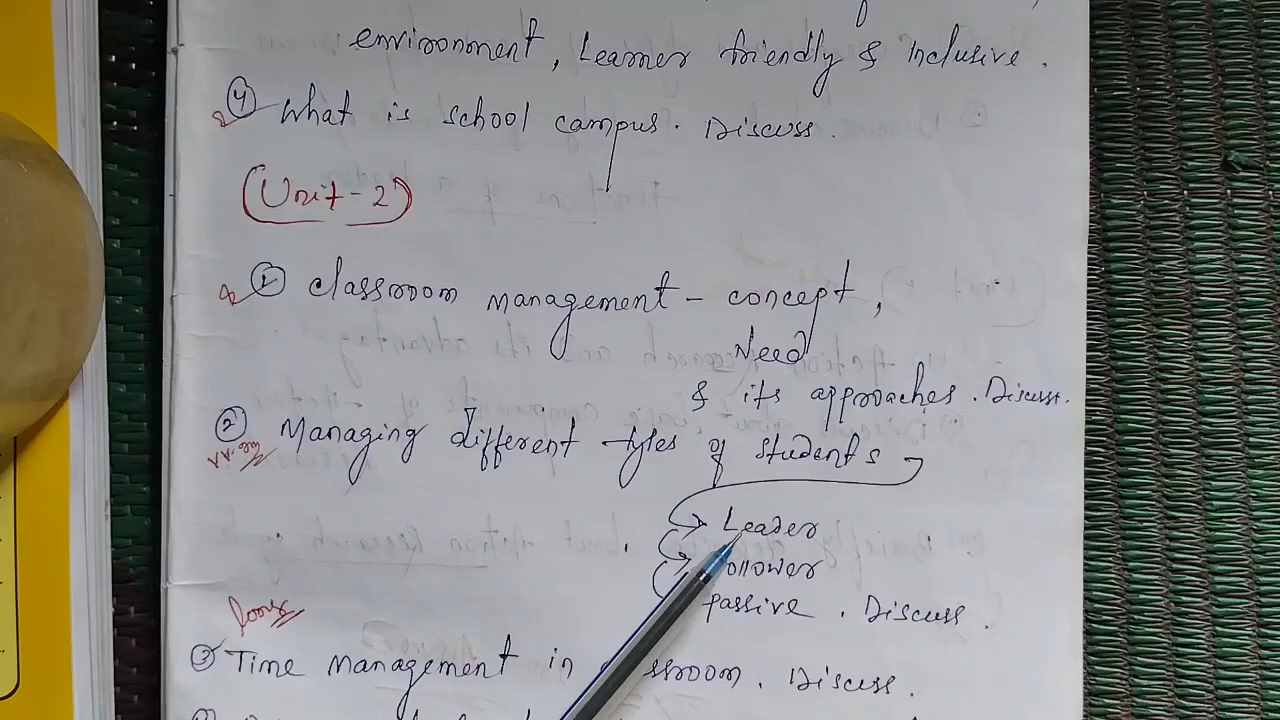 environment, Learner friendly & Inclusive.
④ What is school campus. Discuss.
(Unit-2)
① Classroom management - concept,
Need
& its approaches. Discuss.
② Managing different types of students
Leader
Follower
passive. Discuss.
100%
③ Time management in classroom. Discuss.